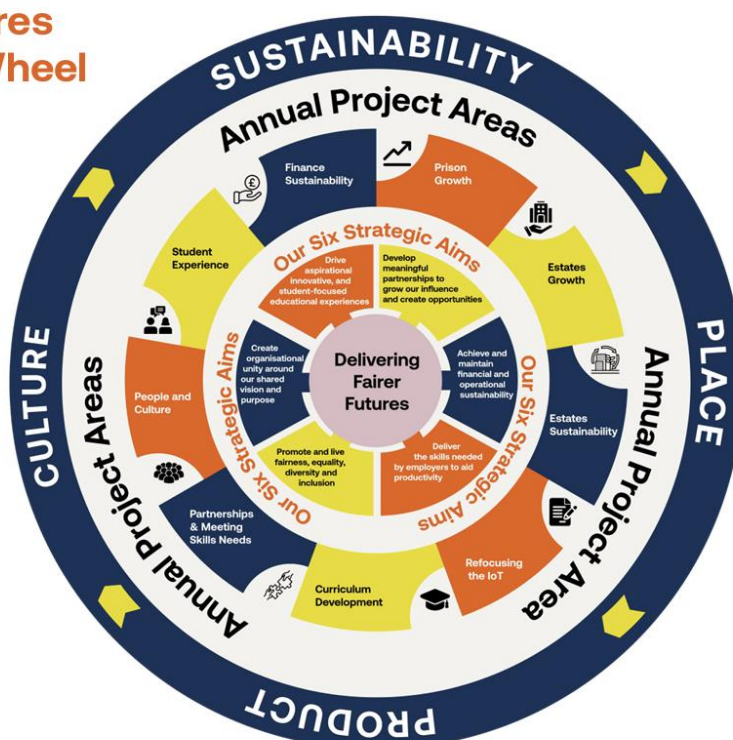 res
Wheel
SUSTAINABILITY
PLACE
PRODUCT
CULTURE
Annual Project Areas
Annual Project Area
Annual Project Areas
Finance
Sustainability
Prison
Growth
Estates
Growth
Estates
Sustainability
Refocusing
the IoT
Curriculum
Development
Partnerships
& Meeting
Skills Needs
People and
Culture
Student
Experience
Our Six Strategic Aims
Our Six Strategic Aims
Our Six Strategic Aims
Drive
aspirational
innovative, and
student-focused
educational experiences
Develop
meaningful
partnerships to
grow our influence
and create opportunities
Achieve and
maintain
financial and
operational
sustainability
Deliver
the skills needed
by employers to aid
productivity
Promote and live
fairness, equality,
diversity and
inclusion
Create
organisational
unity around
our shared
vision and
purpose
Delivering
Fairer
Futures
£